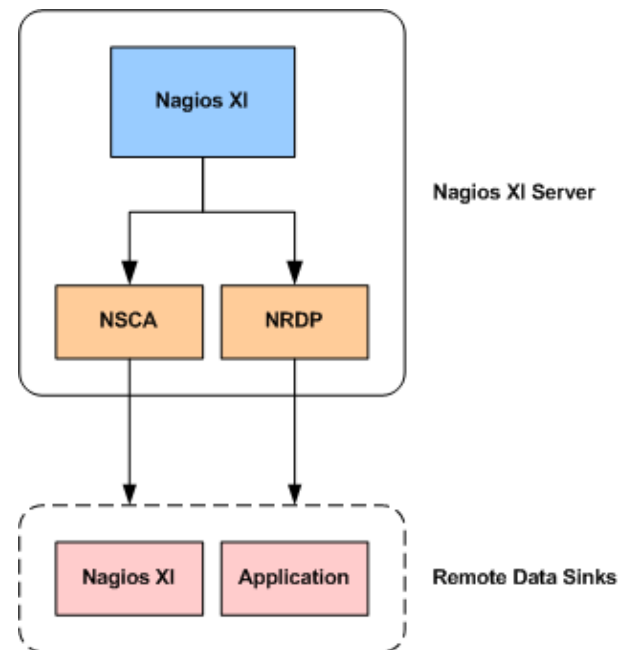 Nagios XI
Nagios XI Server
NSCA
NRDP
Nagios XI
Application
Remote Data Sinks